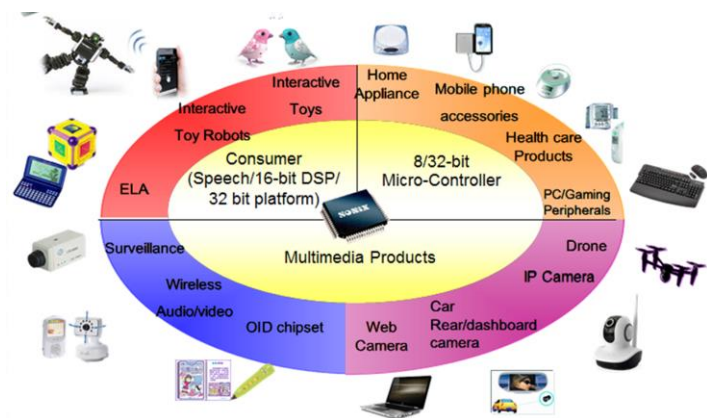 Interactive
Toys
Interactive
Toy Robots
ELA
Home
Appliance
Mobile phone
accessories
Health care
Products
PC/Gaming
Peripherals
Consumer
(Speech/16-bit DSP/
32 bit platform)
8/32-bit
Micro-Controller
SONiX
Multimedia Products
Surveillance
Wireless
Audio/video
OID chipset
Web
Camera
Car
Rear/dashboard
camera
IP Camera
Drone